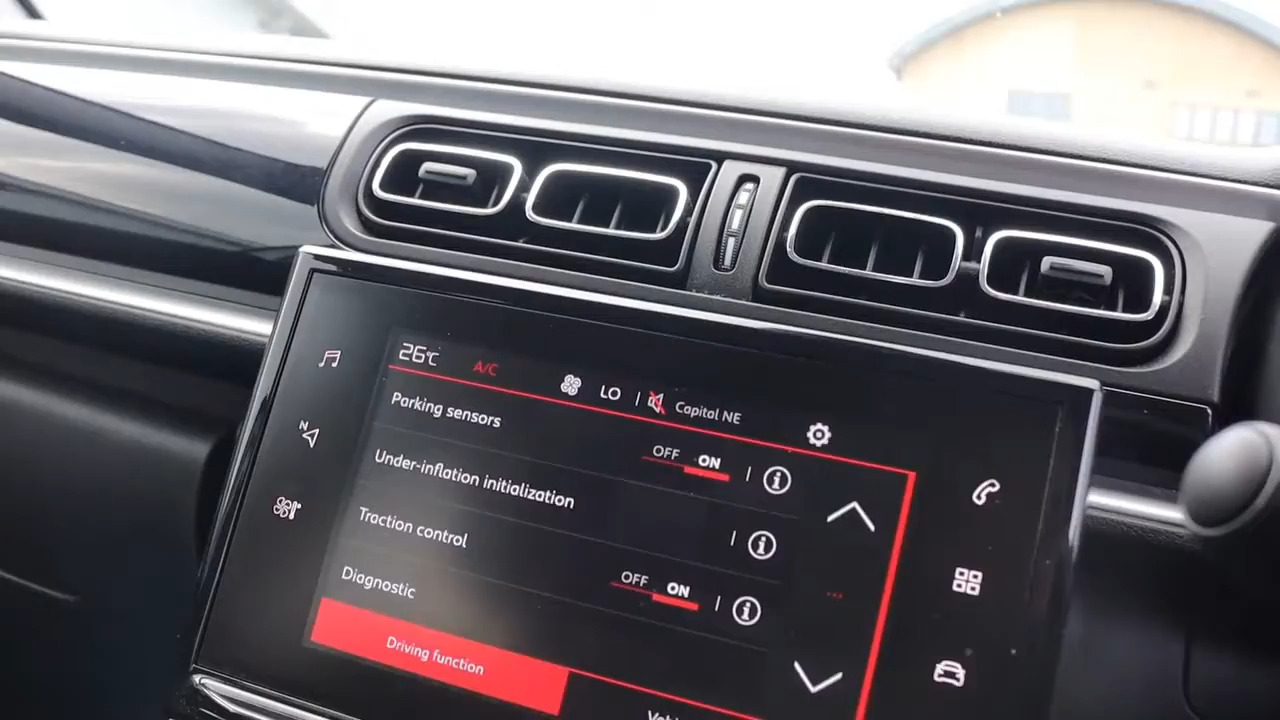 26°C A/C LO | Capital NE
Parking sensors OFF ON |
Under-inflation initialization |
Traction control OFF ON |
Diagnostic
Driving function
N